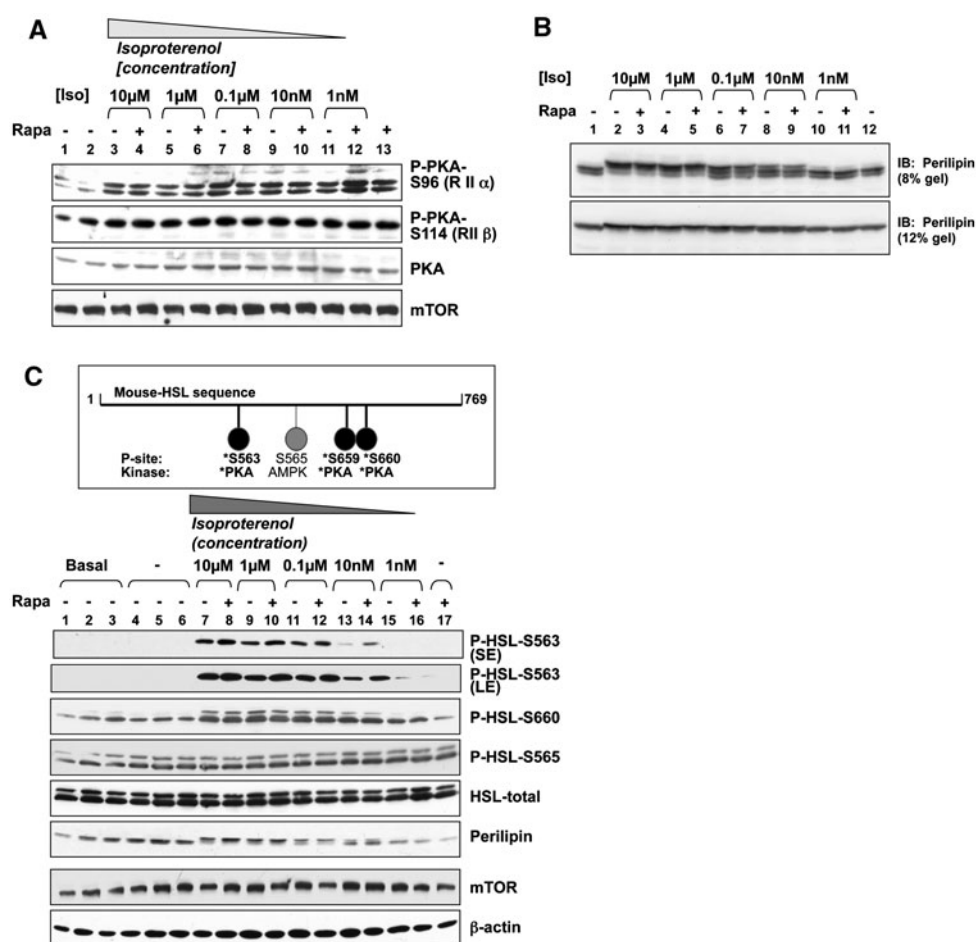 A
Isoproterenol
[concentration]
[Iso] 10μM 1μM 0.1μM 10nM 1nM
Rapa - - - + - + - + - + - + +
1 2 3 4 5 6 7 8 9 10 11 12 13
P-PKA-
S96 (R II α)
P-PKA-
S114 (RII β)
PKA
mTOR
B
[Iso] 10μM 1μM 0.1μM 10nM 1nM
Rapa - - + - + - + - + - + -
1 2 3 4 5 6 7 8 9 10 11 12
IB: Perilipin
(8% gel)
IB: Perilipin
(12% gel)
C
Mouse-HSL sequence
1 769
P-site: *S563 S565 *S659 *S660
Kinase: *PKA AMPK *PKA *PKA
Isoproterenol
(concentration)
Basal - 10μM 1μM 0.1μM 10nM 1nM -
Rapa - - - - - - - + - + - + - + - + +
1 2 3 4 5 6 7 8 9 10 11 12 13 14 15 16 17
P-HSL-S563
(SE)
P-HSL-S563
(LE)
P-HSL-S660
P-HSL-S565
HSL-total
Perilipin
mTOR
β-actin